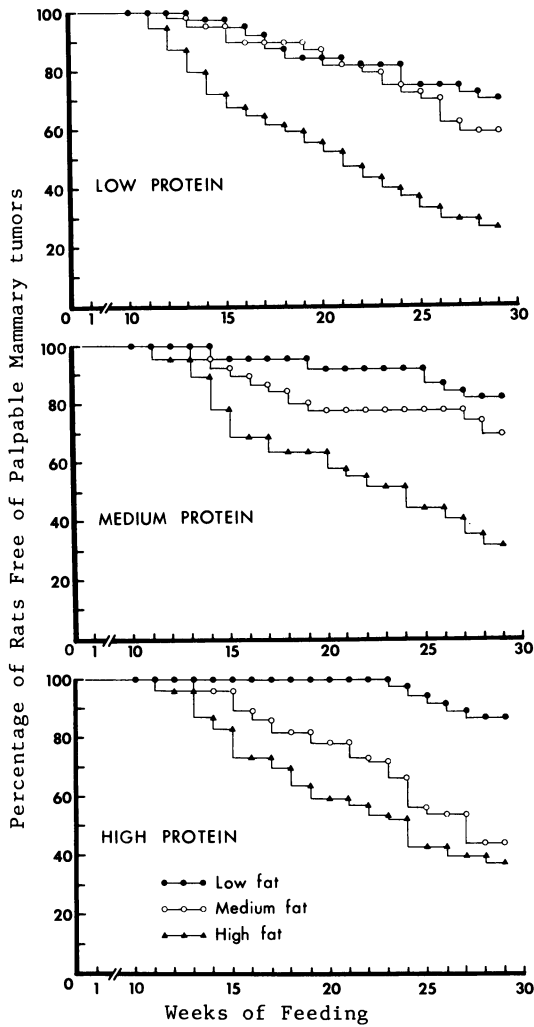 Percentage of Rats Free of Palpable Mammary tumors
100
80
60
40
20
LOW PROTEIN
0 1 10 15 20 25 30
100
80
60
40
20
MEDIUM PROTEIN
0 1 10 15 20 25 30
100
80
60
40
20
HIGH PROTEIN
Low fat
Medium fat
High fat
0 1 10 15 20 25 30
Weeks of Feeding